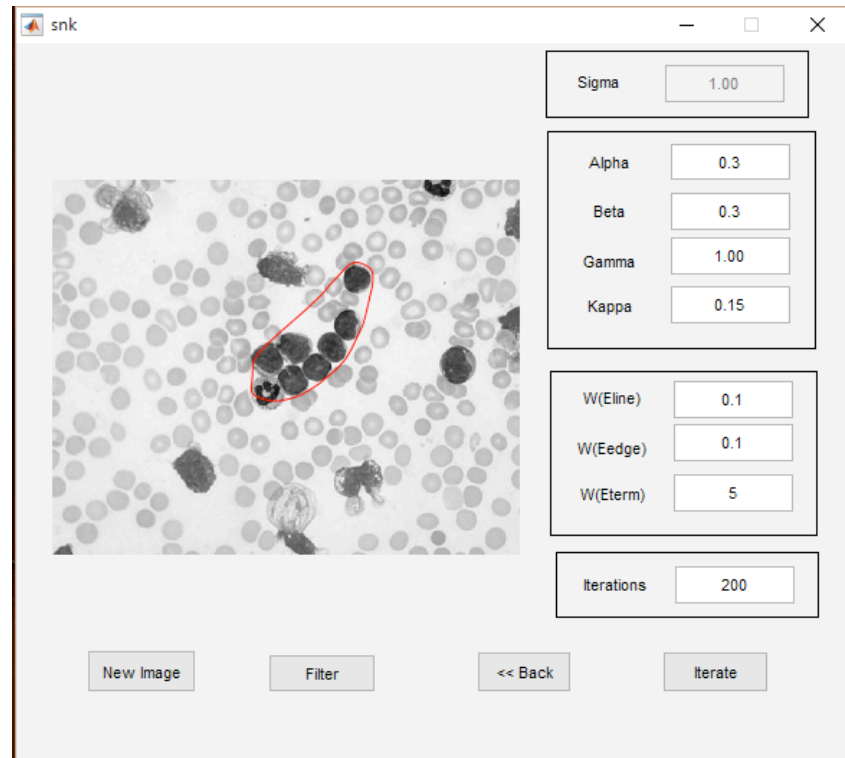 snk
Sigma 1.00
Alpha 0.3
Beta 0.3
Gamma 1.00
Kappa 0.15
W(Eline) 0.1
W(Eedge) 0.1
W(Eterm) 5
Iterations 200
New Image Filter << Back Iterate